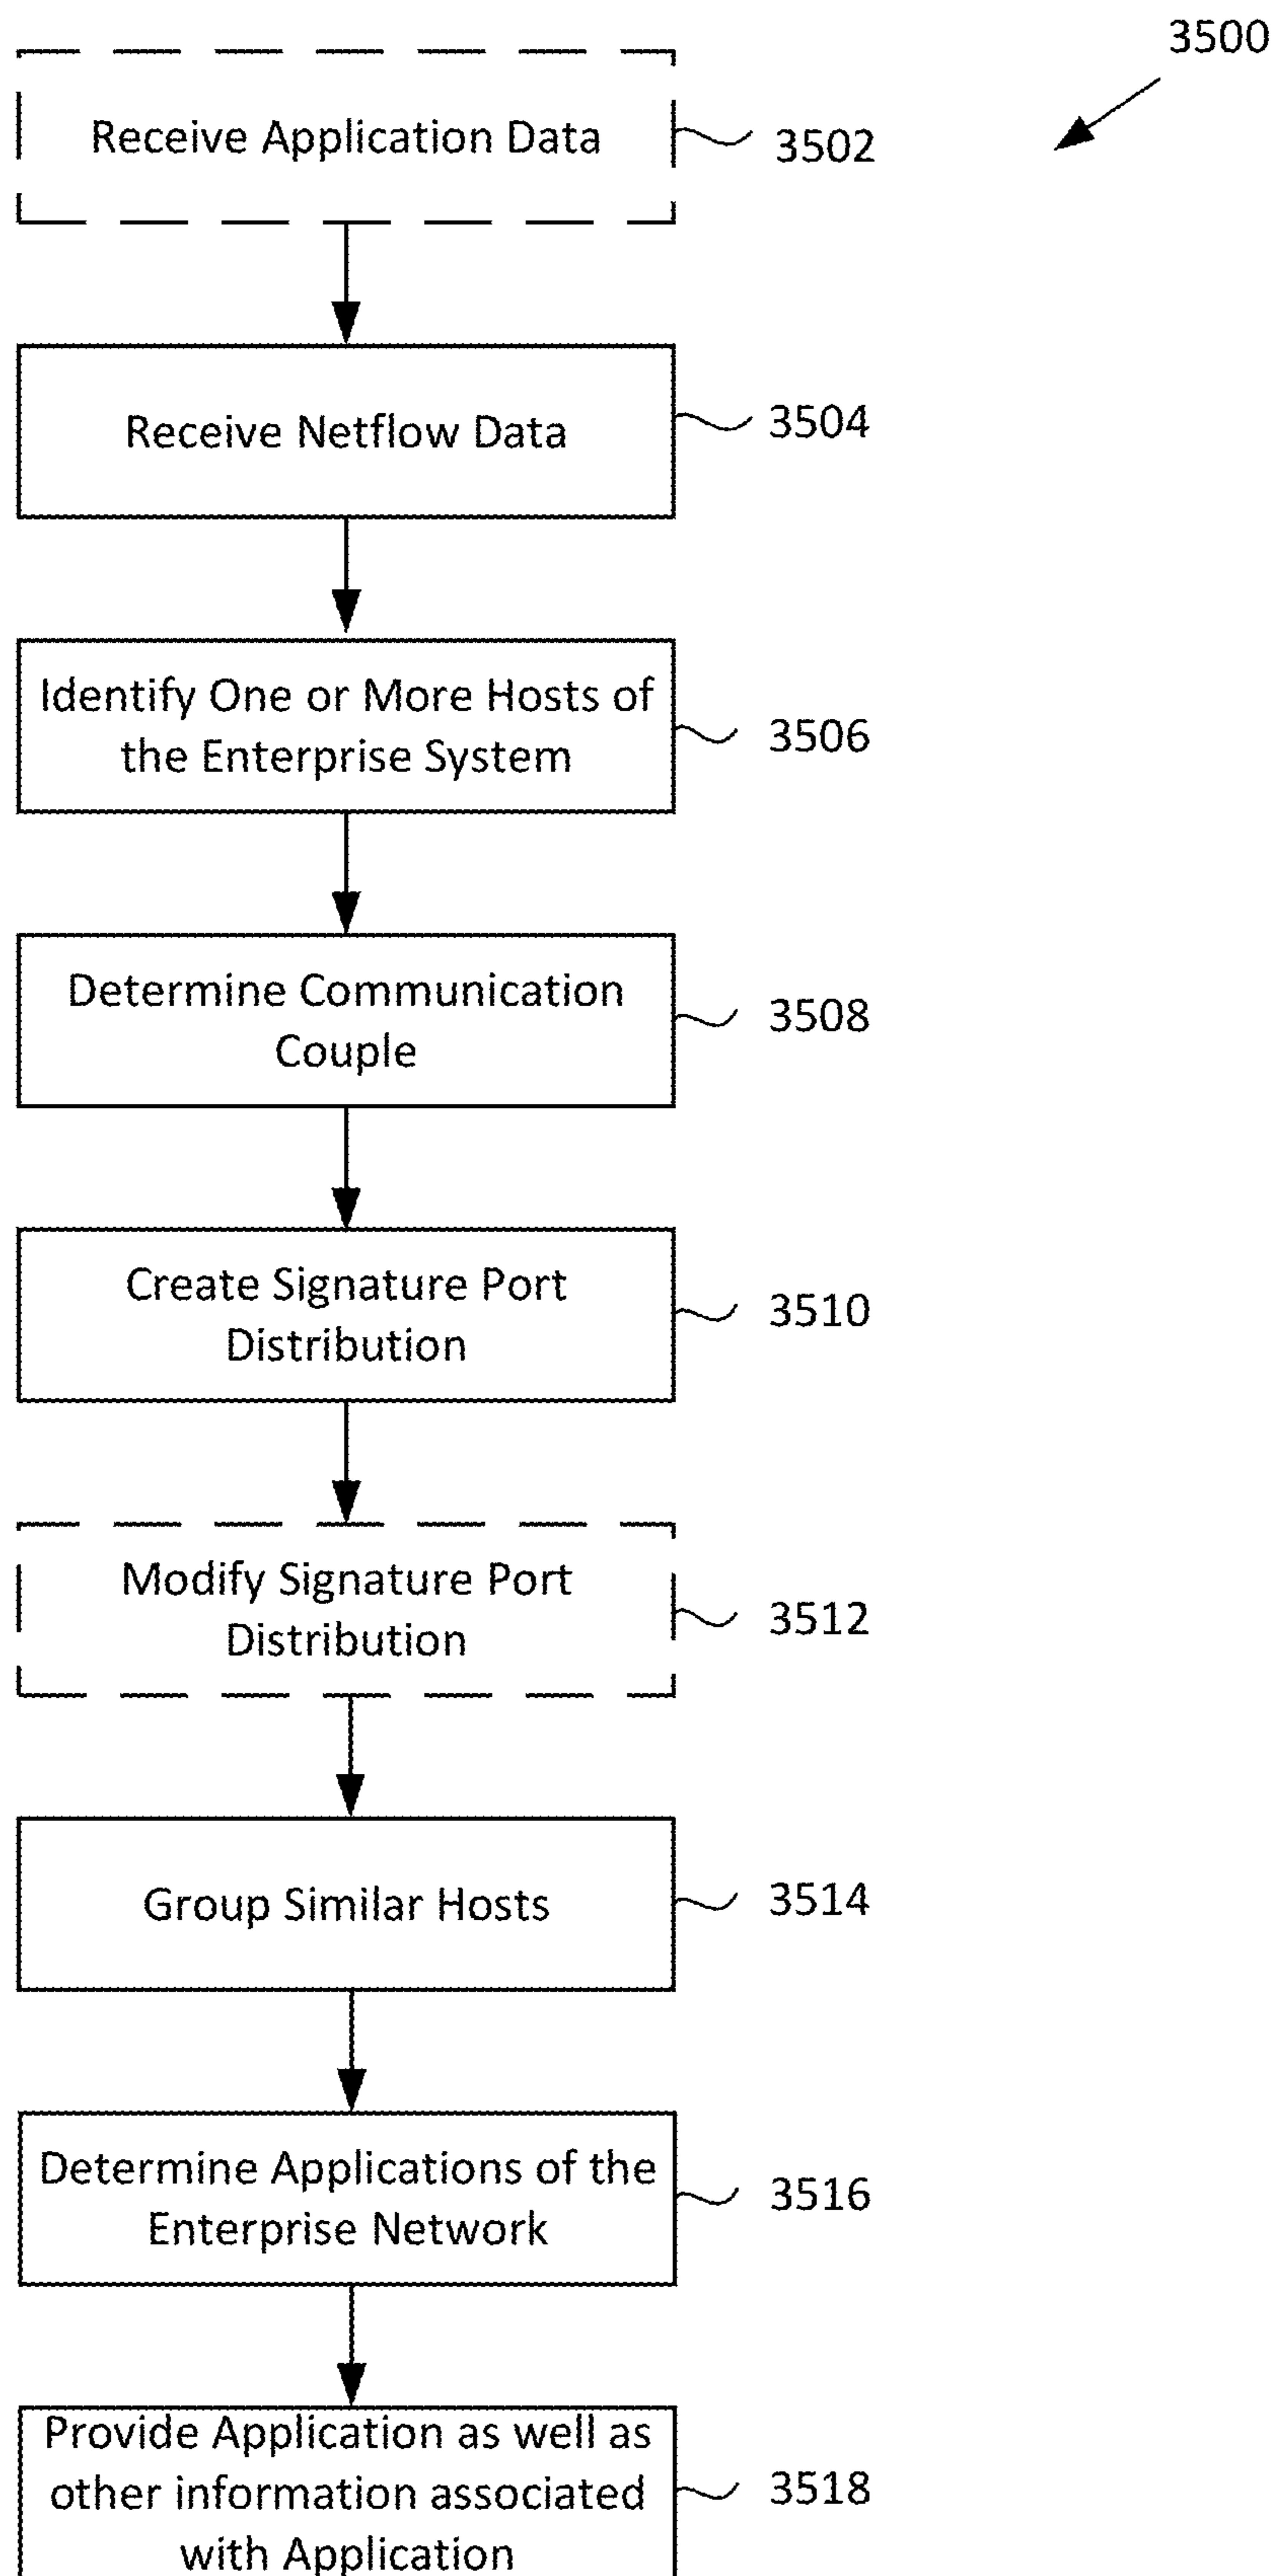 3500
Receive Application Data
3502
Receive Netflow Data
3504
Identify One or More Hosts of
the Enterprise System
3506
Determine Communication
Couple
3508
Create Signature Port
Distribution
3510
Modify Signature Port
Distribution
3512
Group Similar Hosts
3514
Determine Applications of the
Enterprise Network
3516
Provide Application as well as
other information associated
with Application
3518